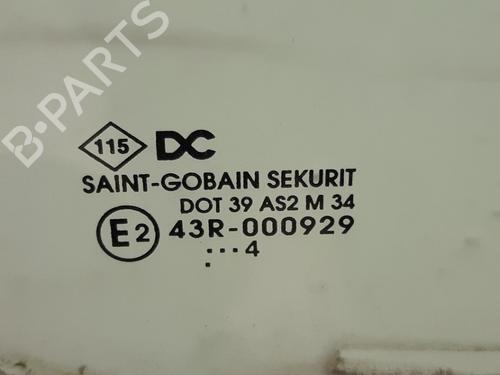 B-PARTS
115 DC
SAINT-GOBAIN SEKURIT
DOT 39 AS2 M 34
E2 43R-000929
...4
: